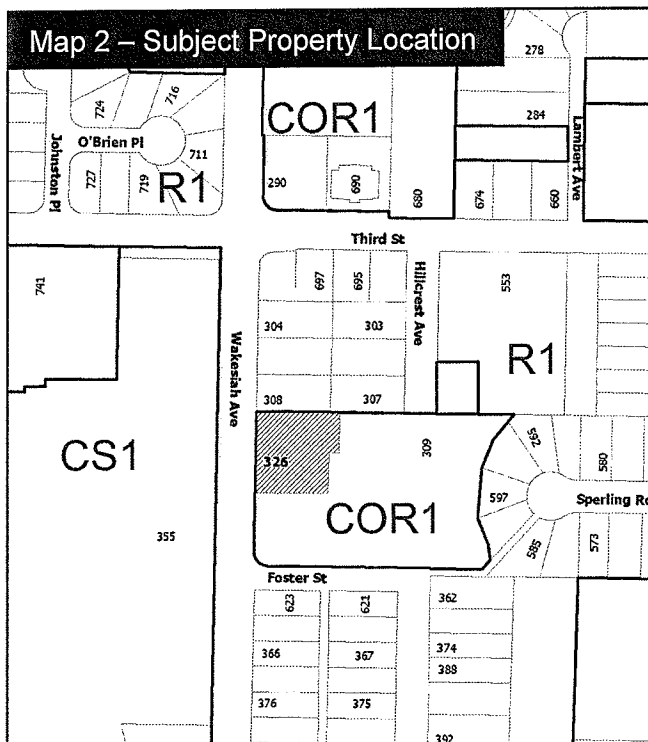 Map 2 – Subject Property Location
278
284
Lambert Ave
724
716
O'Brien Pl
711
Johnston Pl
727
719
R1
COR1
290
690
680
674
660
Third St
741
697
695
Hillcrest Ave
553
304
303
R1
Wakesiah Ave
308
307
CS1
326
309
592
580
597
Sperling Ro
COR1
355
585
573
Foster St
623
621
362
366
367
374
388
376
375
392